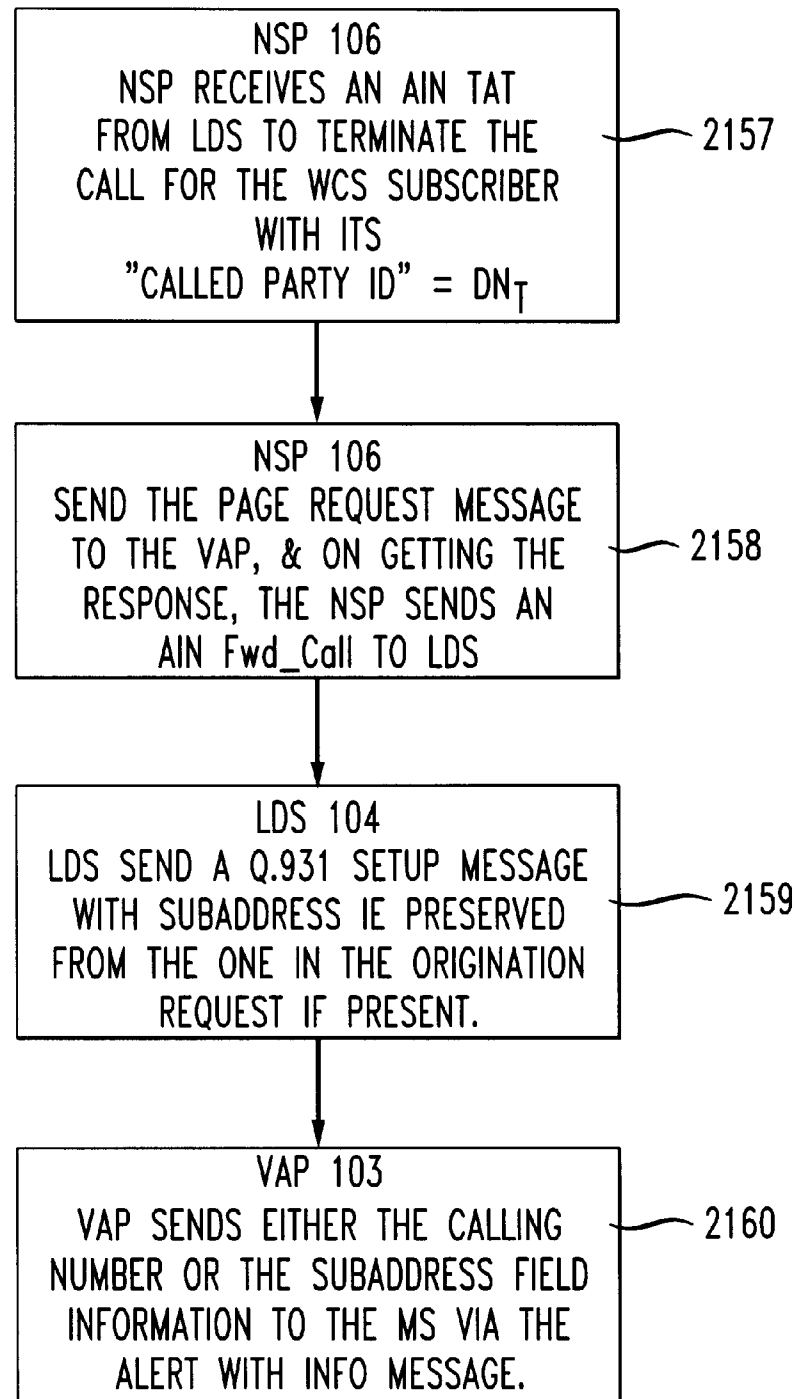 NSP 106
NSP RECEIVES AN AIN TAT
FROM LDS TO TERMINATE THE
CALL FOR THE WCS SUBSCRIBER
WITH ITS
"CALLED PARTY ID" = DNT
2157
NSP 106
SEND THE PAGE REQUEST MESSAGE
TO THE VAP, & ON GETTING THE
RESPONSE, THE NSP SENDS AN
AIN Fwd_Call TO LDS
2158
LDS 104
LDS SEND A Q.931 SETUP MESSAGE
WITH SUBADDRESS IE PRESERVED
FROM THE ONE IN THE ORIGINATION
REQUEST IF PRESENT.
2159
VAP 103
VAP SENDS EITHER THE CALLING
NUMBER OR THE SUBADDRESS FIELD
INFORMATION TO THE MS VIA THE
ALERT WITH INFO MESSAGE.
2160